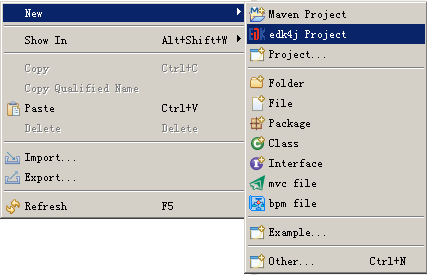 New
Show In Alt+Shift+W
Copy Ctrl+C
Copy Qualified Name
Paste Ctrl+V
Delete Delete
Import...
Export...
Refresh F5
Maven Project
edk4j Project
Project...
Folder
File
Package
Class
Interface
mvc file
bpm file
Example...
Other... Ctrl+N